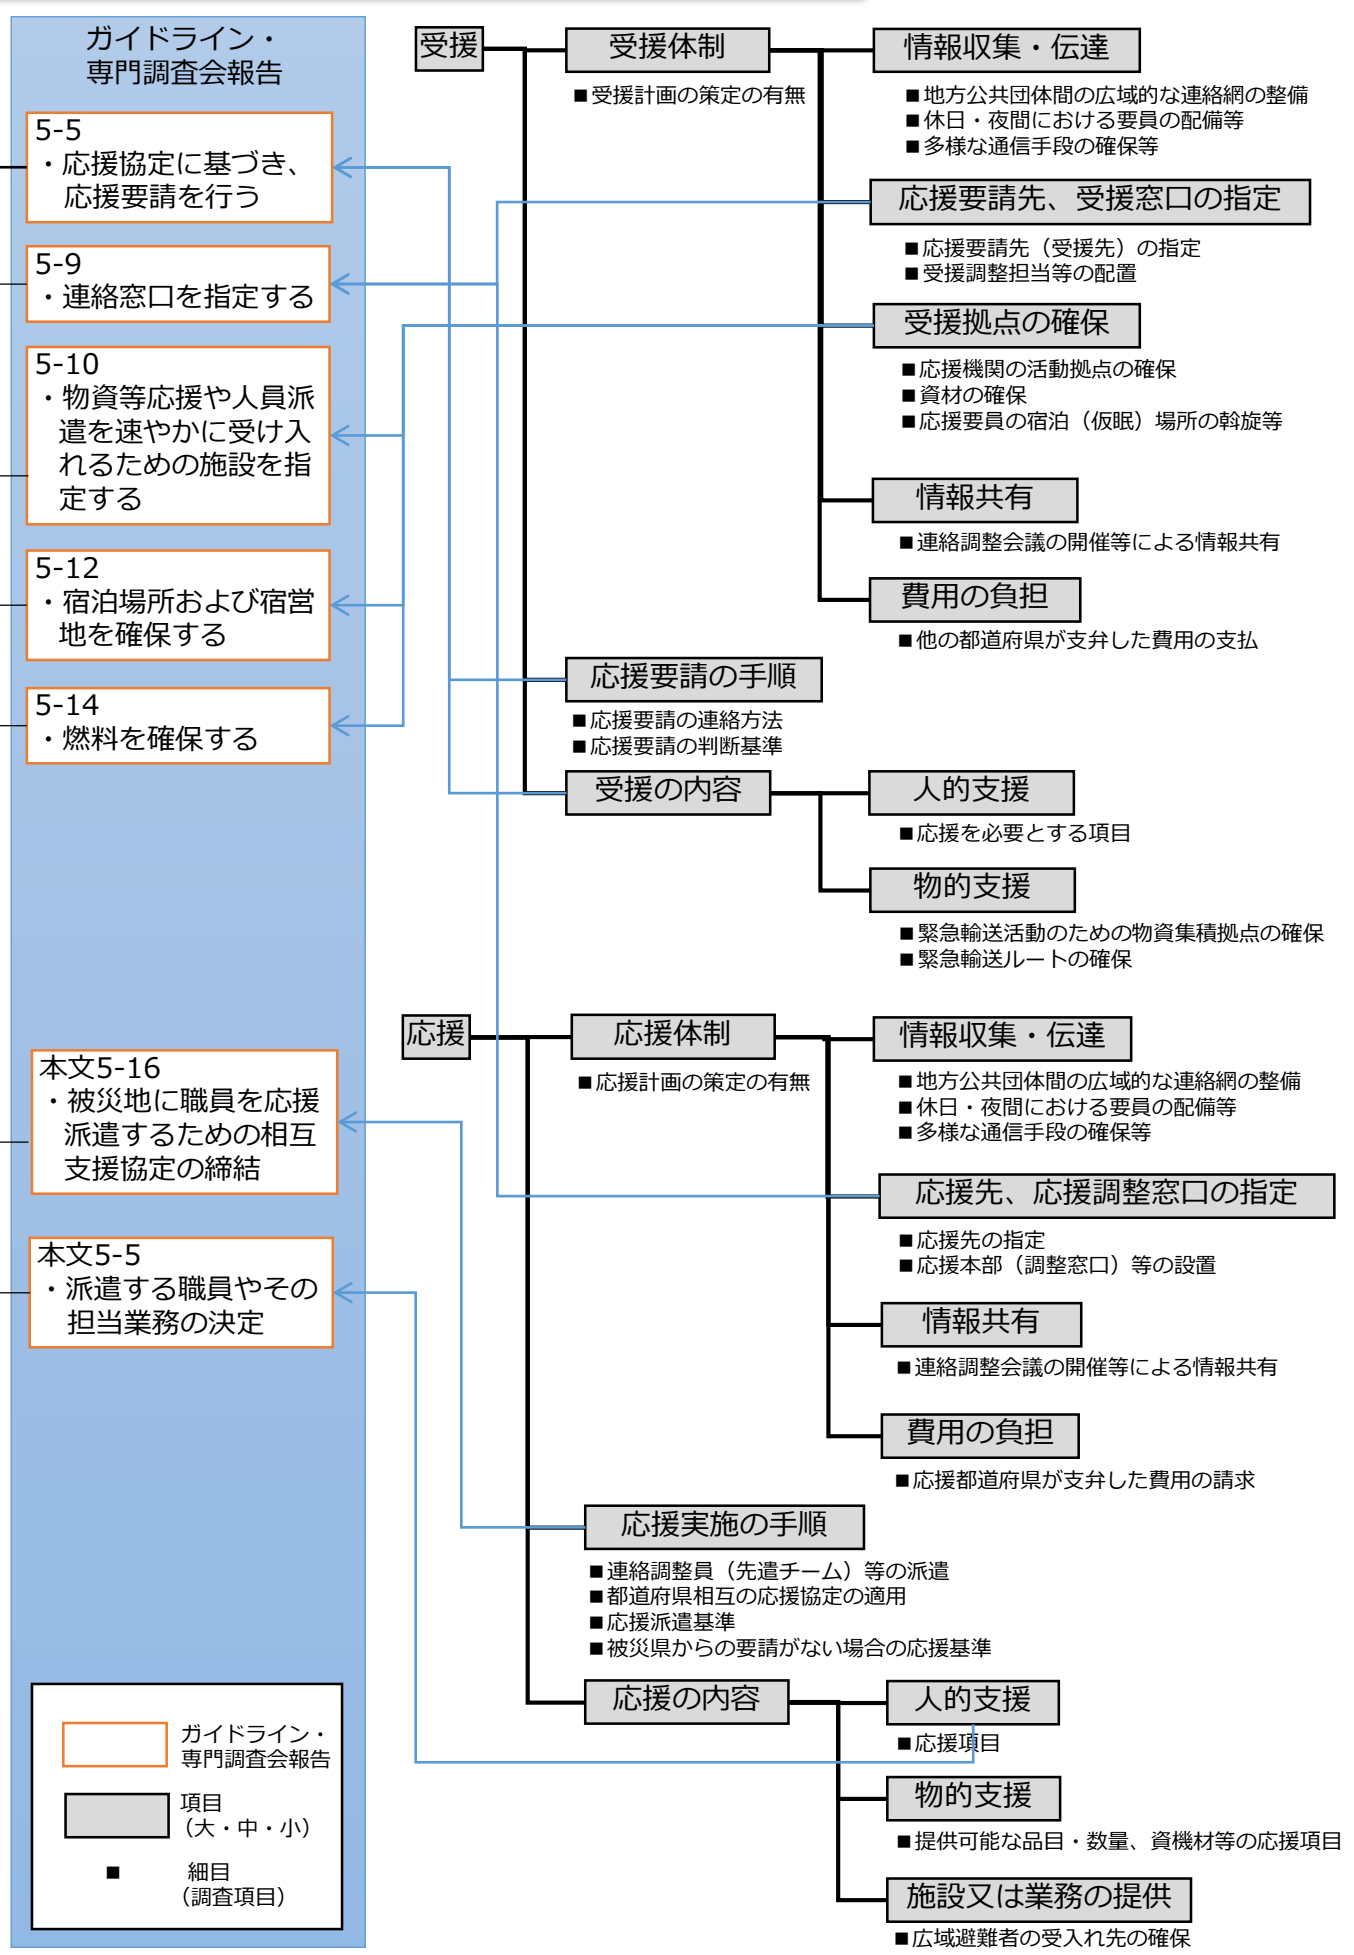 ガイドライン・
専門調査会報告
5-5
・応援協定に基づき、
応援要請を行う
5-9
・連絡窓口を指定する
5-10
・物資等応援や人員派
遣を速やかに受け入
れるための施設を指
定する
5-12
・宿泊場所および宿営
地を確保する
5-14
・燃料を確保する
本文5-16
・被災地に職員を応援
派遣するための相互
支援協定の締結
本文5-5
・派遣する職員やその
担当業務の決定
ガイドライン・
専門調査会報告
項目
（大・中・小）
■ 細目
（調査項目）
受援
受援体制
■受援計画の策定の有無
情報収集・伝達
■地方公共団体間の広域的な連絡網の整備
■休日・夜間における要員の配備等
■多様な通信手段の確保等
応援要請先、受援窓口の指定
■応援要請先（受援先）の指定
■受援調整担当等の配置
受援拠点の確保
■応援機関の活動拠点の確保
■資材の確保
■応援要員の宿泊（仮眠）場所の斡旋等
情報共有
■連絡調整会議の開催等による情報共有
費用の負担
■他の都道府県が支弁した費用の支払
応援要請の手順
■応援要請の連絡方法
■応援要請の判断基準
受援の内容
人的支援
■応援を必要とする項目
物的支援
■緊急輸送活動のための物資集積拠点の確保
■緊急輸送ルートの確保
応援
応援体制
■応援計画の策定の有無
情報収集・伝達
■地方公共団体間の広域的な連絡網の整備
■休日・夜間における要員の配備等
■多様な通信手段の確保等
応援先、応援調整窓口の指定
■応援先の指定
■応援本部（調整窓口）等の設置
情報共有
■連絡調整会議の開催等による情報共有
費用の負担
■応援都道府県が支弁した費用の請求
応援実施の手順
■連絡調整員（先遣チーム）等の派遣
■都道府県相互の応援協定の適用
■応援派遣基準
■被災県からの要請がない場合の応援基準
応援の内容
人的支援
■応援項目
物的支援
■提供可能な品目・数量、資機材等の応援項目
施設又は業務の提供
■広域避難者の受入れ先の確保